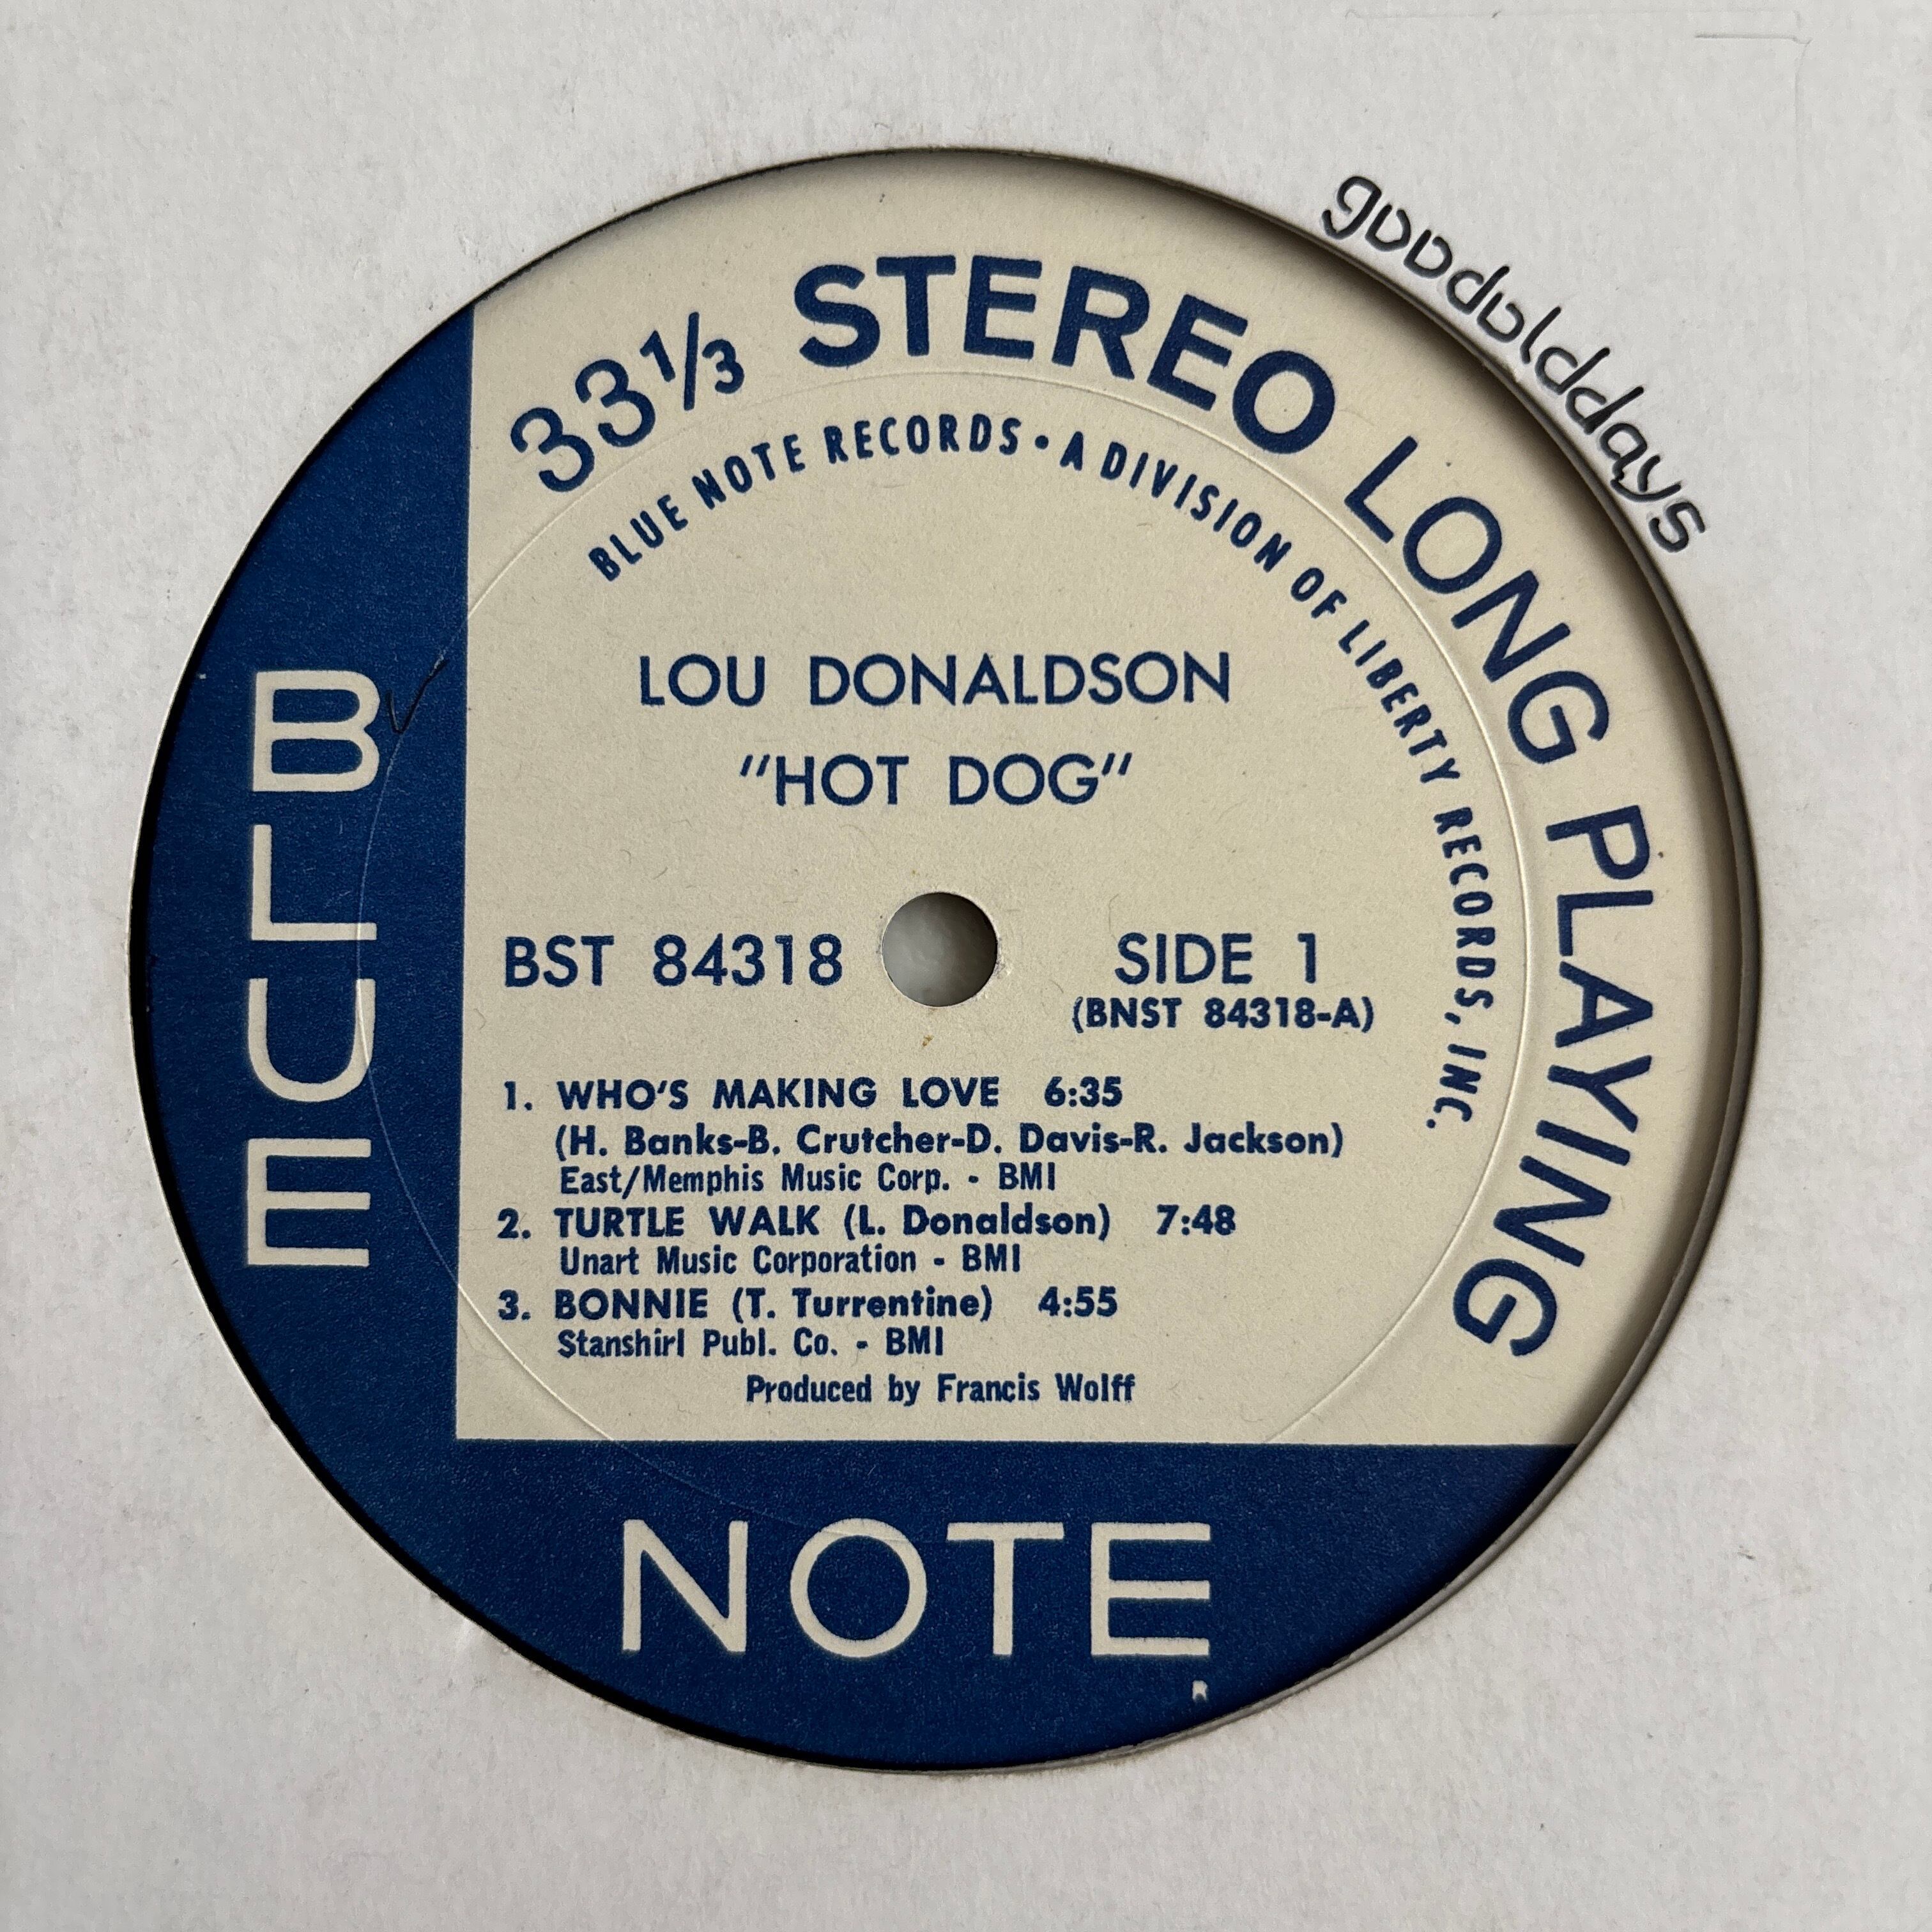 gooddolddays
33⅓ STEREO LONG PLAYING
BLUE NOTE RECORDS · A DIVISION OF LIBERTY RECORDS, INC.
LOU DONALDSON
"HOT DOG"
BST 84318 SIDE 1
(BNST 84318-A)
1. WHO'S MAKING LOVE 6:35
(H. Banks-B. Crutcher-D. Davis-R. Jackson)
East/Memphis Music Corp. - BMI
2. TURTLE WALK (L. Donaldson) 7:48
Unart Music Corporation - BMI
3. BONNIE (T. Turrentine) 4:55
Stanshirl Publ. Co. - BMI
Produced by Francis Wolff
BLUE
NOTE
R